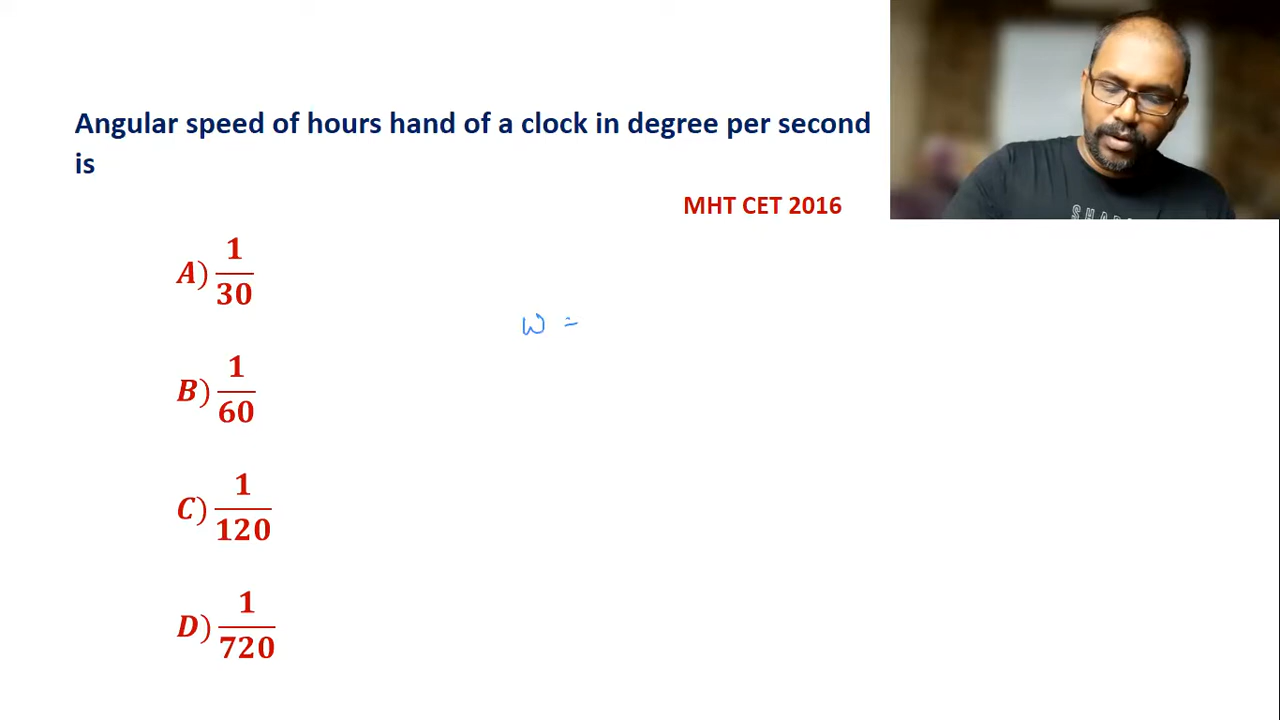 Angular speed of hours hand of a clock in degree per second
is
MHT CET 2016
A) 1/30
ω =
B) 1/60
C) 1/120
D) 1/720